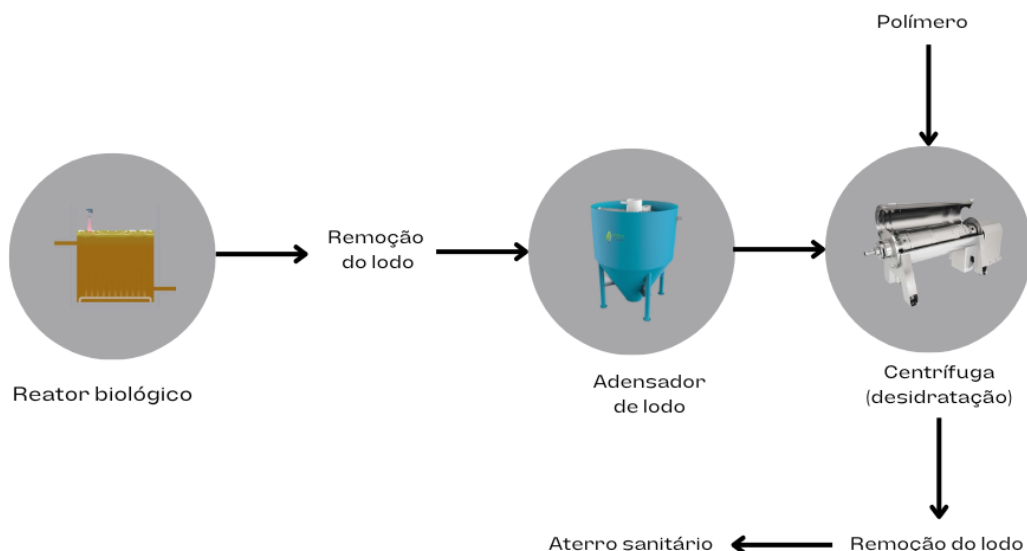 Polímero
Remoção
do lodo
Reator biológico
Adensador
de lodo
Centrífuga
(desidratação)
Aterro sanitário
Remoção do lodo